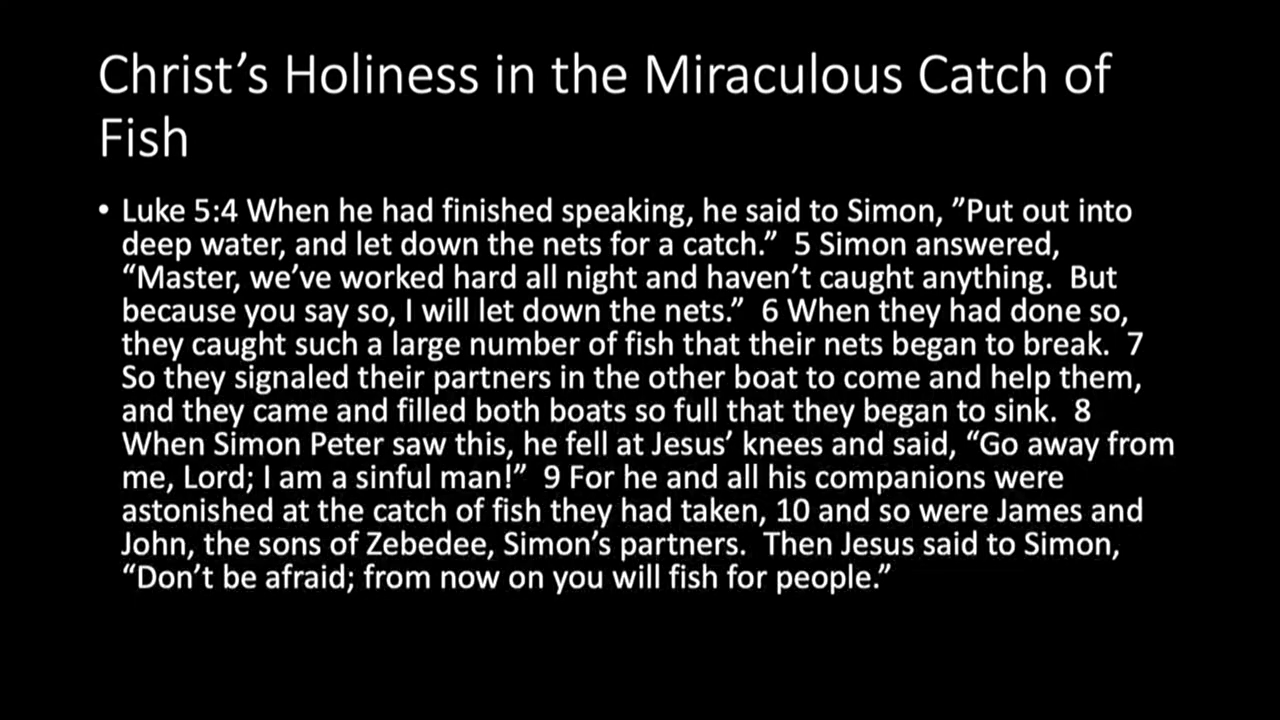 Christ’s Holiness in the Miraculous Catch of
Fish
• Luke 5:4 When he had finished speaking, he said to Simon, ”Put out into
deep water, and let down the nets for a catch.”  5 Simon answered,
“Master, we’ve worked hard all night and haven’t caught anything.  But
because you say so, I will let down the nets.”  6 When they had done so,
they caught such a large number of fish that their nets began to break.  7
So they signaled their partners in the other boat to come and help them,
and they came and filled both boats so full that they began to sink.  8
When Simon Peter saw this, he fell at Jesus’ knees and said, “Go away from
me, Lord; I am a sinful man!”  9 For he and all his companions were
astonished at the catch of fish they had taken, 10 and so were James and
John, the sons of Zebedee, Simon’s partners.  Then Jesus said to Simon,
“Don’t be afraid; from now on you will fish for people.”